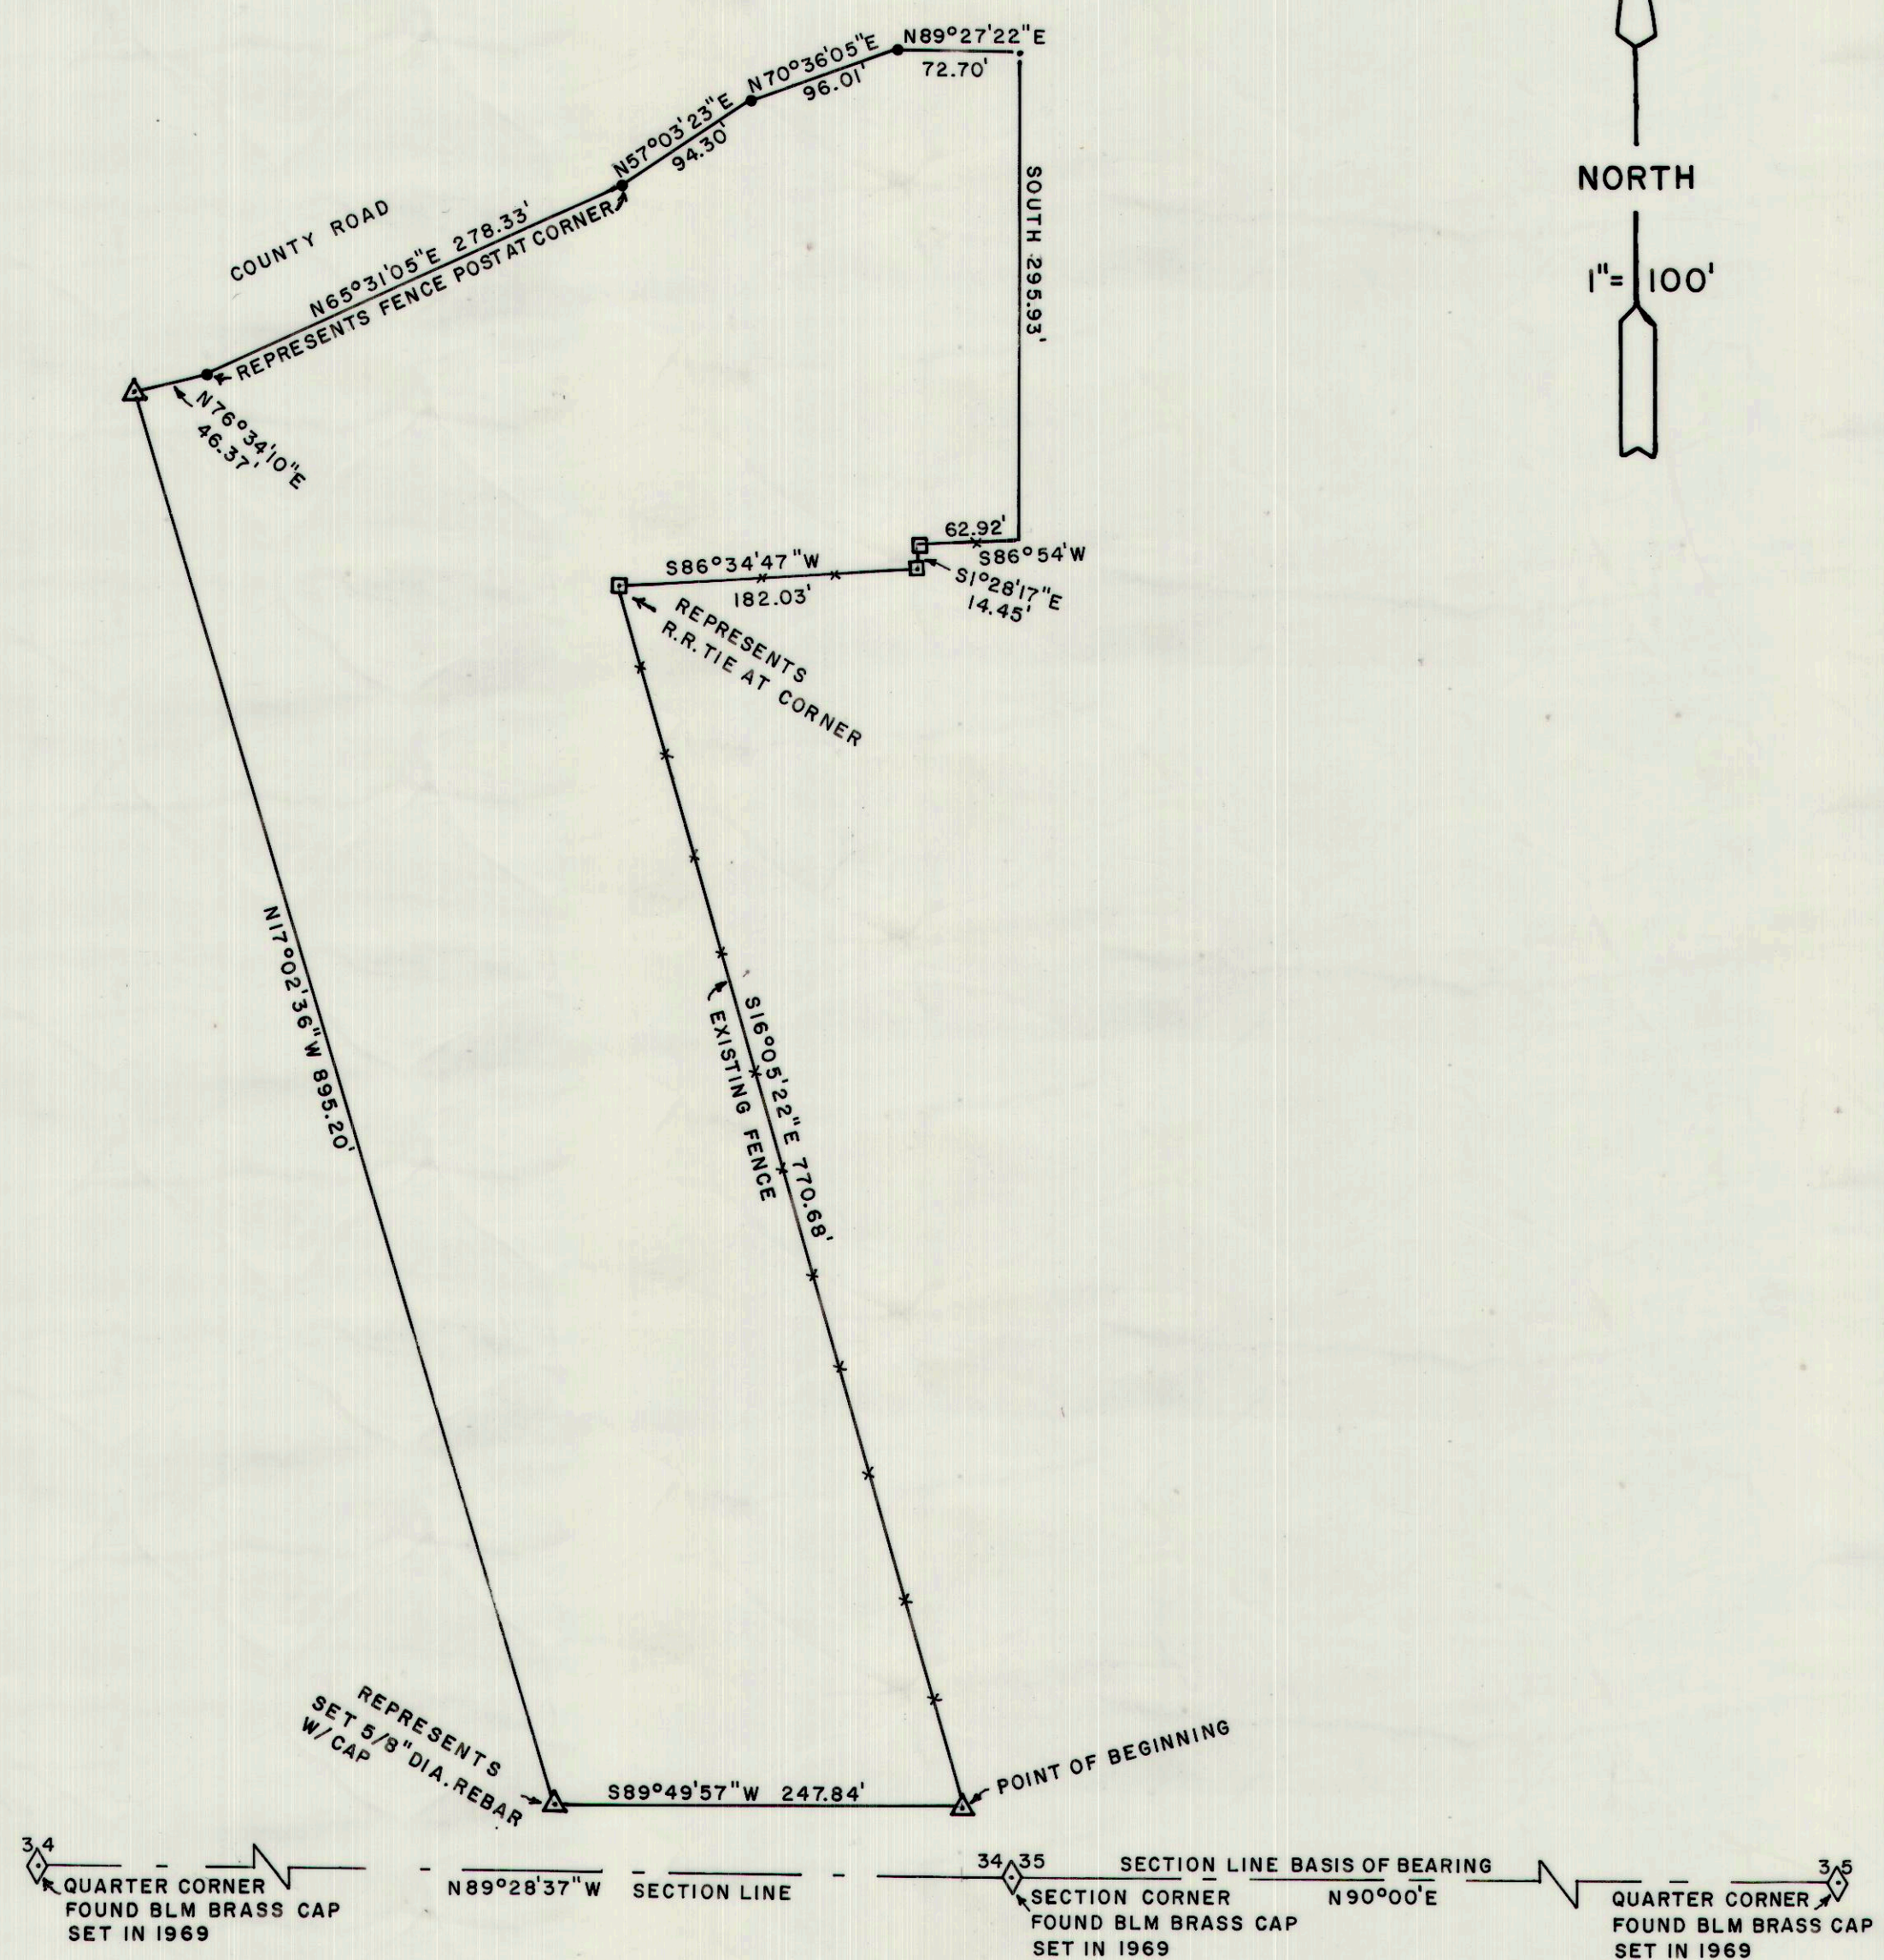 N89°27'22"E
72.70'
N70°36'05"E
96.01'
N57°03'23"E
94.30'
NORTH
1"= 100'
COUNTY ROAD
N65°31'05"E 278.33'
REPRESENTS FENCE POST AT CORNER
SOUTH 295.93'
N76°34'10"E
46.37'
62.92'
S86°54'W
S86°34'47"W
182.03'
S1°28'17"E
14.45'
REPRESENTS
R.R. TIE AT CORNER
N17°02'36"W 895.20'
S16°05'22"E 770.68'
EXISTING FENCE
REPRESENTS
SET 5/8" DIA. REBAR
W/CAP
S89°49'57"W 247.84'
POINT OF BEGINNING
34
QUARTER CORNER
FOUND BLM BRASS CAP
SET IN 1969
N89°28'37"W SECTION LINE
34 35
SECTION CORNER
FOUND BLM BRASS CAP
SET IN 1969
SECTION LINE BASIS OF BEARING
N90°00'E
35
QUARTER CORNER
FOUND BLM BRASS CAP
SET IN 1969